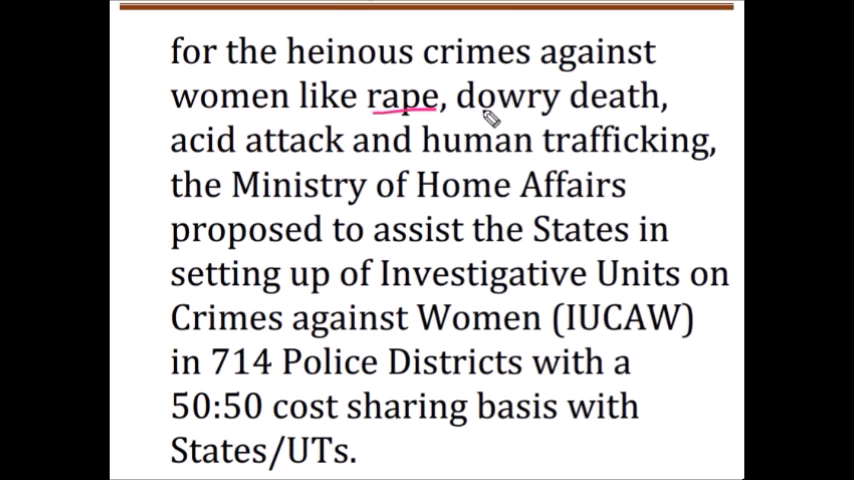 for the heinous crimes against
women like rape, dowry death,
acid attack and human trafficking,
the Ministry of Home Affairs
proposed to assist the States in
setting up of Investigative Units on
Crimes against Women (IUCAW)
in 714 Police Districts with a
50:50 cost sharing basis with
States/UTs.